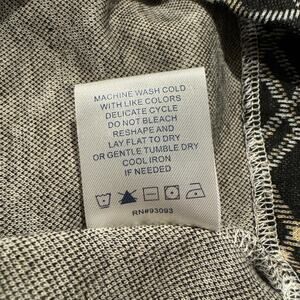 MACHINE WASH COLD
WITH LIKE COLORS
DELICATE CYCLE
DO NOT BLEACH
RESHAPE AND
LAY FLAT TO DRY
OR GENTLE TUMBLE DRY
COOL IRON
IF NEEDED
RN#93093